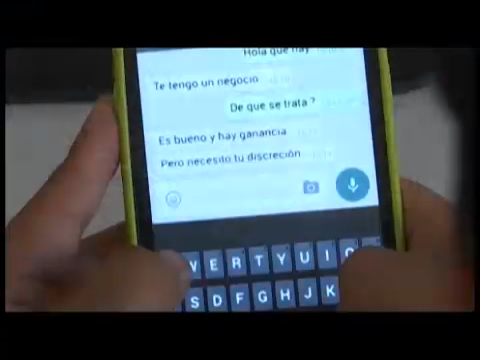 Hola que hay
Te tengo un negocio
De que se trata ?
Es bueno y hay ganancia
Pero necesito tu discreción
W E R T Y U I O
S D F G H J K